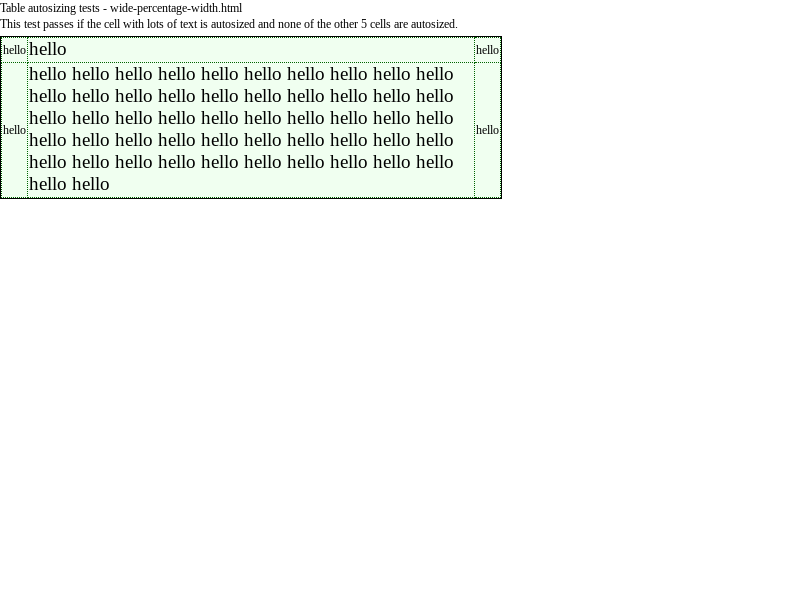 Table autosizing tests - wide-percentage-width.html
This test passes if the cell with lots of text is autosized and none of the other 5 cells are autosized.
hello hello hello
hello hello hello hello hello hello hello hello hello hello
hello hello hello hello hello hello hello hello hello hello
hello hello hello hello hello hello hello hello hello hello
hello hello hello hello hello hello hello hello hello hello hello hello
hello hello hello hello hello hello hello hello hello hello
hello hello